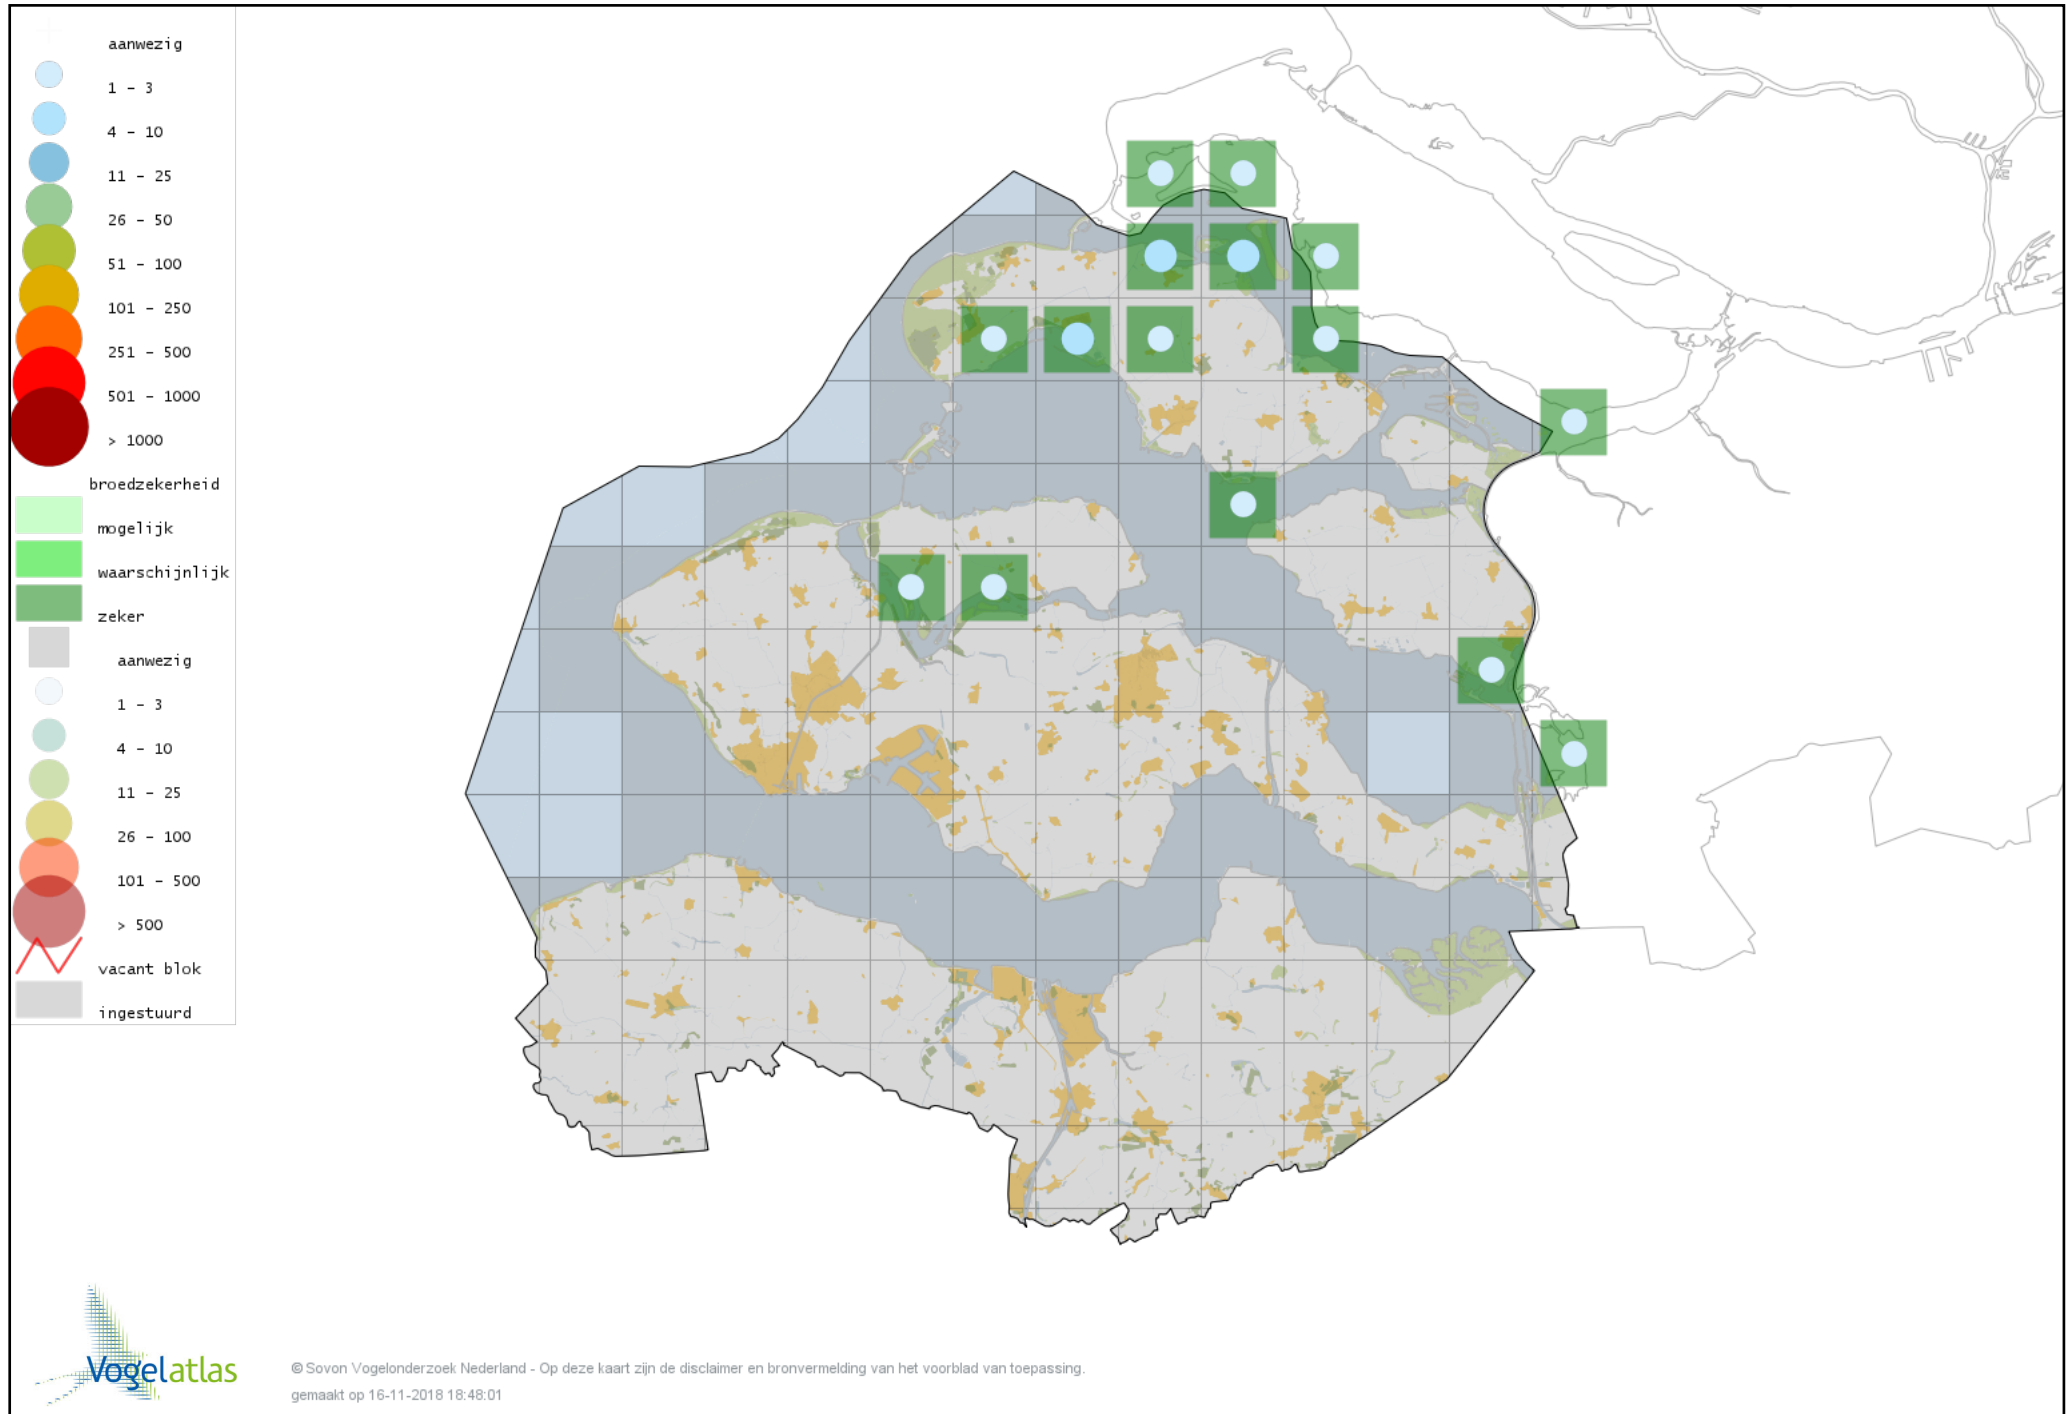 aanwezig
1 - 3
4 - 10
11 - 25
26 - 50
51 - 100
101 - 250
251 - 500
501 - 1000
> 1000
broedzekerheid
mogelijk
waarschijnlijk
zeker
aanwezig
1 - 3
4 - 10
11 - 25
26 - 100
101 - 500
> 500
vacant blok
ingestuurd
Vogelatlas
© Sovon Vogelonderzoek Nederland - Op deze kaart zijn de disclaimer en bronvermelding van het voorblad van toepassing.
gemaakt op 16-11-2018 18:48:01